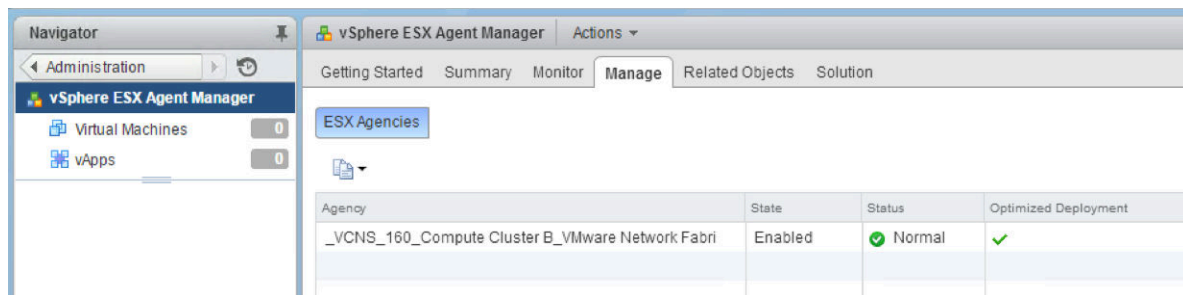 Navigator
Administration
vSphere ESX Agent Manager
Virtual Machines 0
vApps 0
vSphere ESX Agent Manager Actions
Getting Started Summary Monitor Manage Related Objects Solution
ESX Agencies
Agency State Status Optimized Deployment
_VCNS_160_Compute Cluster B_VMware Network Fabri Enabled Normal